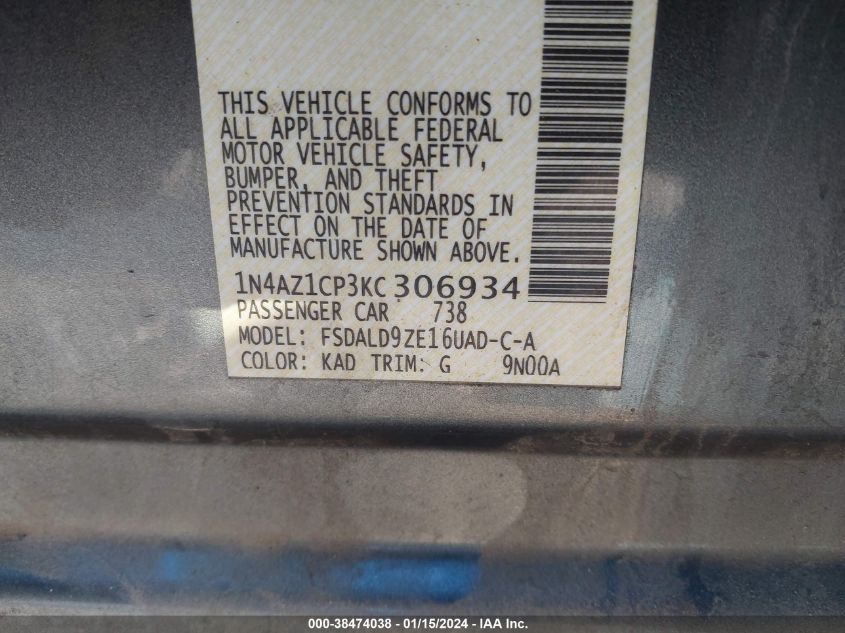 THIS VEHICLE CONFORMS TO
ALL APPLICABLE FEDERAL
MOTOR VEHICLE SAFETY,
BUMPER, AND THEFT
PREVENTION STANDARDS IN
EFFECT ON THE DATE OF
MANUFACTURE SHOWN ABOVE.
1N4AZ1CP3KC 306934
PASSENGER CAR 738
MODEL: FSDALD9ZE16UAD-C-A
COLOR: KAD TRIM: G 9N00A
000-38474038 - 01/15/2024 - IAA Inc.